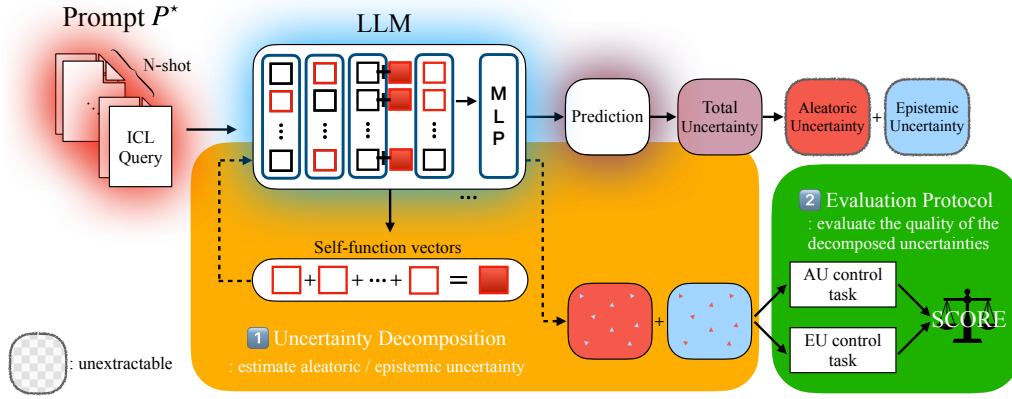 Prompt P*
N-shot
ICL
Query
LLM
M
L
P
Prediction
Total
Uncertainty
Aleatoric
Uncertainty
+
Epistemic
Uncertainty
Self-function vectors
+ + ... + =
+
1 Uncertainty Decomposition
: estimate aleatoric / epistemic uncertainty
2 Evaluation Protocol
: evaluate the quality of the
decomposed uncertainties
AU control
task
EU control
task
SCORE
: unextractable